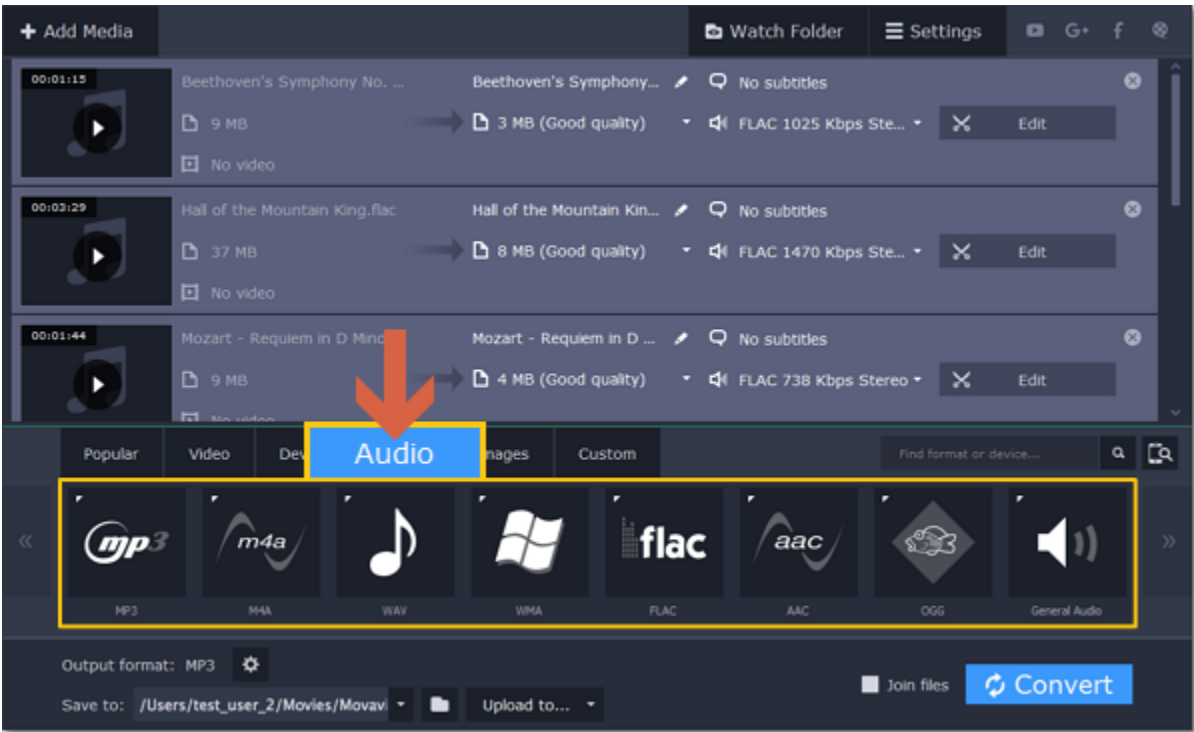 Add Media
Watch Folder
Settings
G+
f
00:01:15
Beethoven's Symphony No. ...
Beethoven's Symphony...
No subtitles
9 MB
3 MB (Good quality)
FLAC 1025 Kbps Ste...
Edit
No video
00:03:29
Hall of the Mountain King.flac
Hall of the Mountain Kin...
No subtitles
37 MB
8 MB (Good quality)
FLAC 1470 Kbps Ste...
Edit
No video
00:01:44
Mozart - Requiem in D Mino
Mozart - Requiem in D ...
No subtitles
9 MB
4 MB (Good quality)
FLAC 738 Kbps Stereo
Edit
No video
Popular
Video
Dev
Audio
mages
Custom
Find format or device....
mp3
m4a
flac
aac
MP3
M4A
WAV
WMA
FLAC
AAC
OGG
General Audio
Output format: MP3
Join files
Convert
Save to: /Users/test_user_2/Movies/Movavi
Upload to...